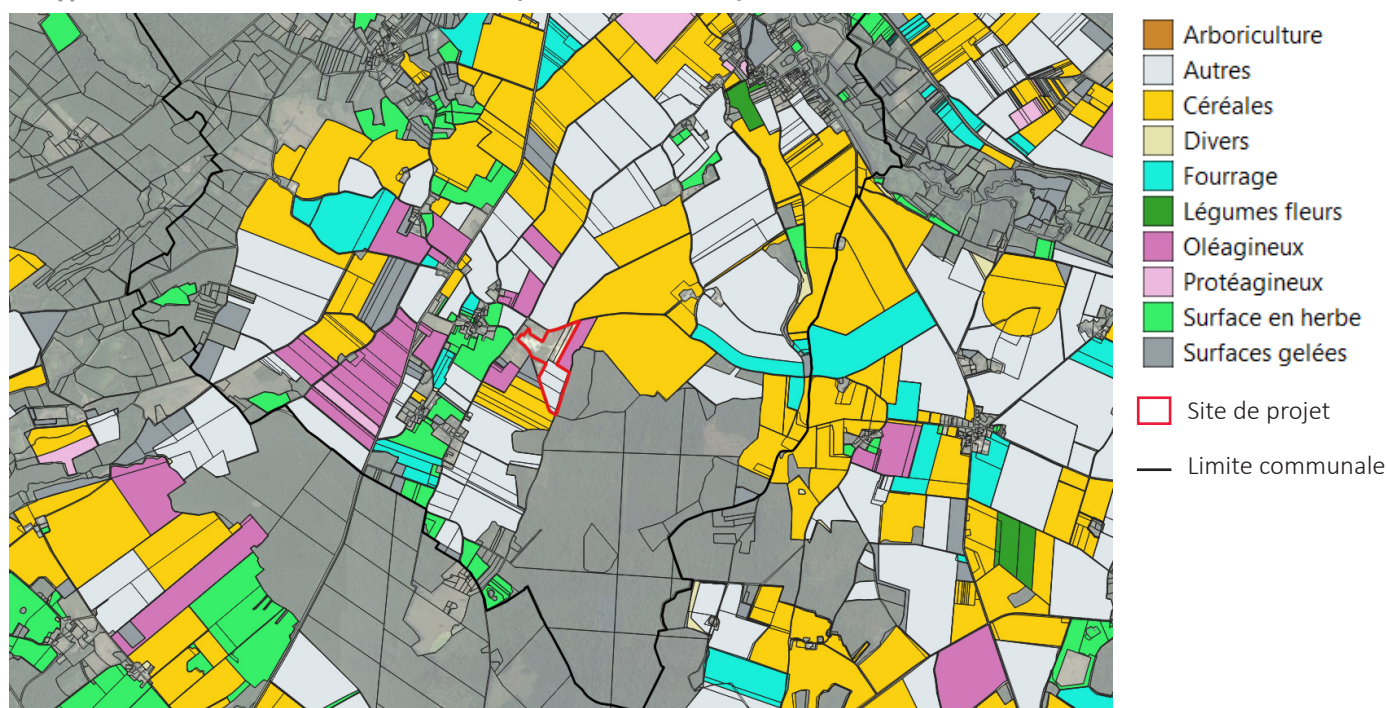 Arboriculture
Autres
Céréales
Divers
Fourrage
Légumes fleurs
Oléagineux
Protéagineux
Surface en herbe
Surfaces gelées
Site de projet
Limite communale